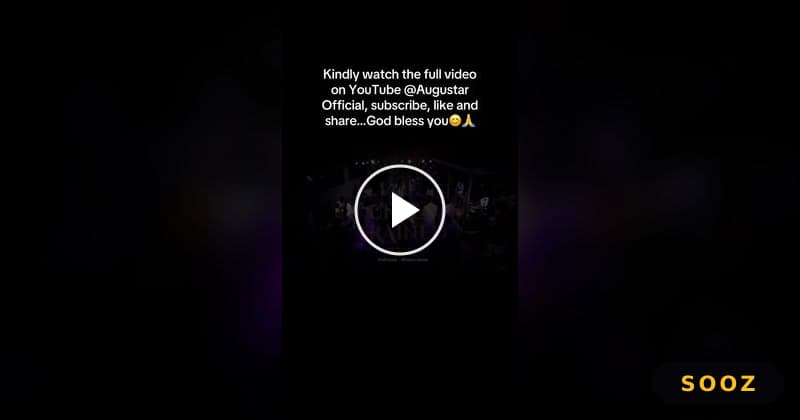 Kindly watch the full video
on YouTube @Augustar
Official, subscribe, like and
share...God bless you😊🙏
SOOZ